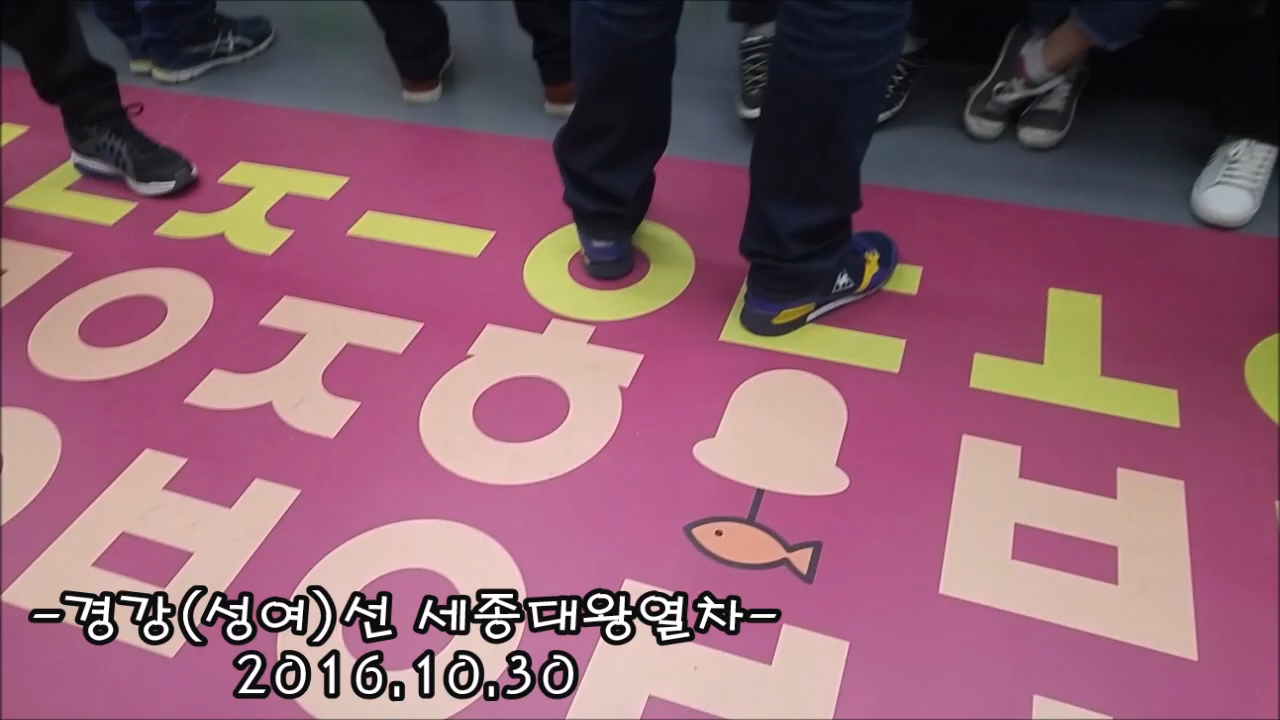 ㄴ ㅈ ㅡ ㅇ ㄴ ㅜ
ㅇ ㅈ ㅎ
ㅂ ㅇ ㅂ
-경강(성여)선 세종대왕열차-
2016.10.30